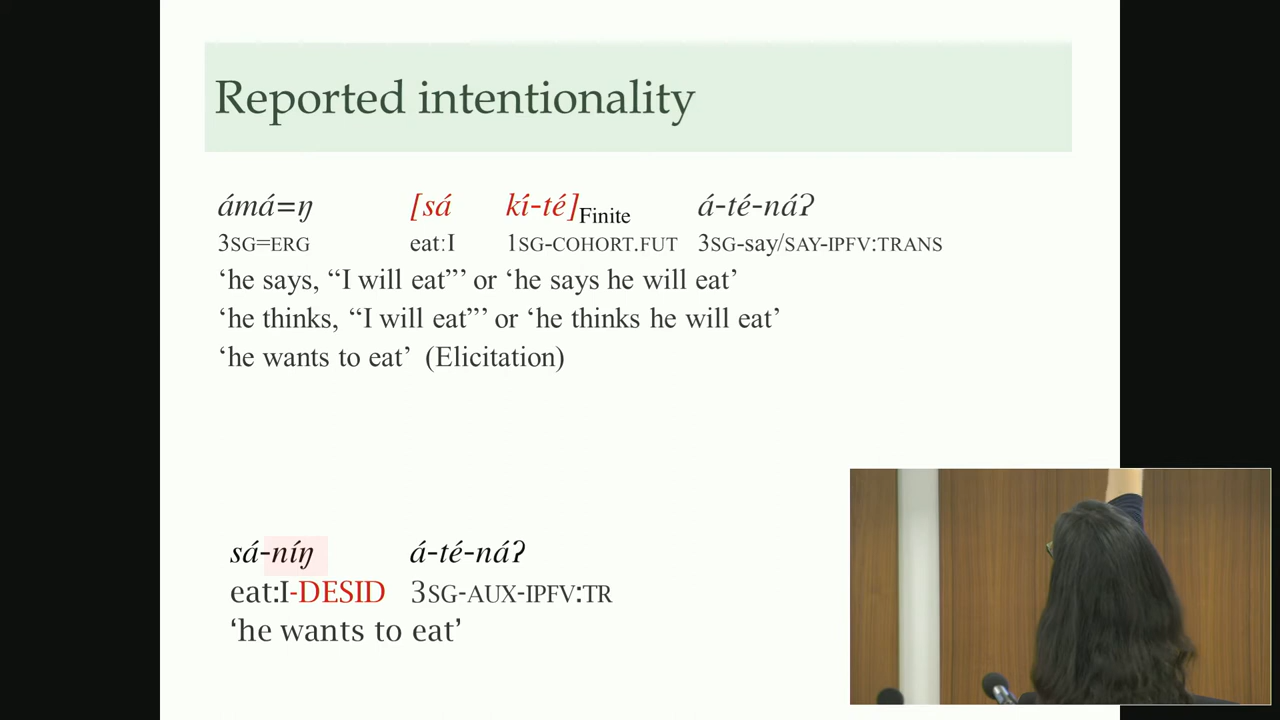 Reported intentionality
ámá=ŋ [sá kí-té]Finite á-té-náʔ
3SG=ERG eat:I 1SG-COHORT.FUT 3SG-say/SAY-IPFV:TRANS
‘he says, “I will eat”’ or ‘he says he will eat’
‘he thinks, “I will eat”’ or ‘he thinks he will eat’
‘he wants to eat’ (Elicitation)
sá-níŋ á-té-náʔ
eat:I-DESID 3SG-AUX-IPFV:TR
‘he wants to eat’